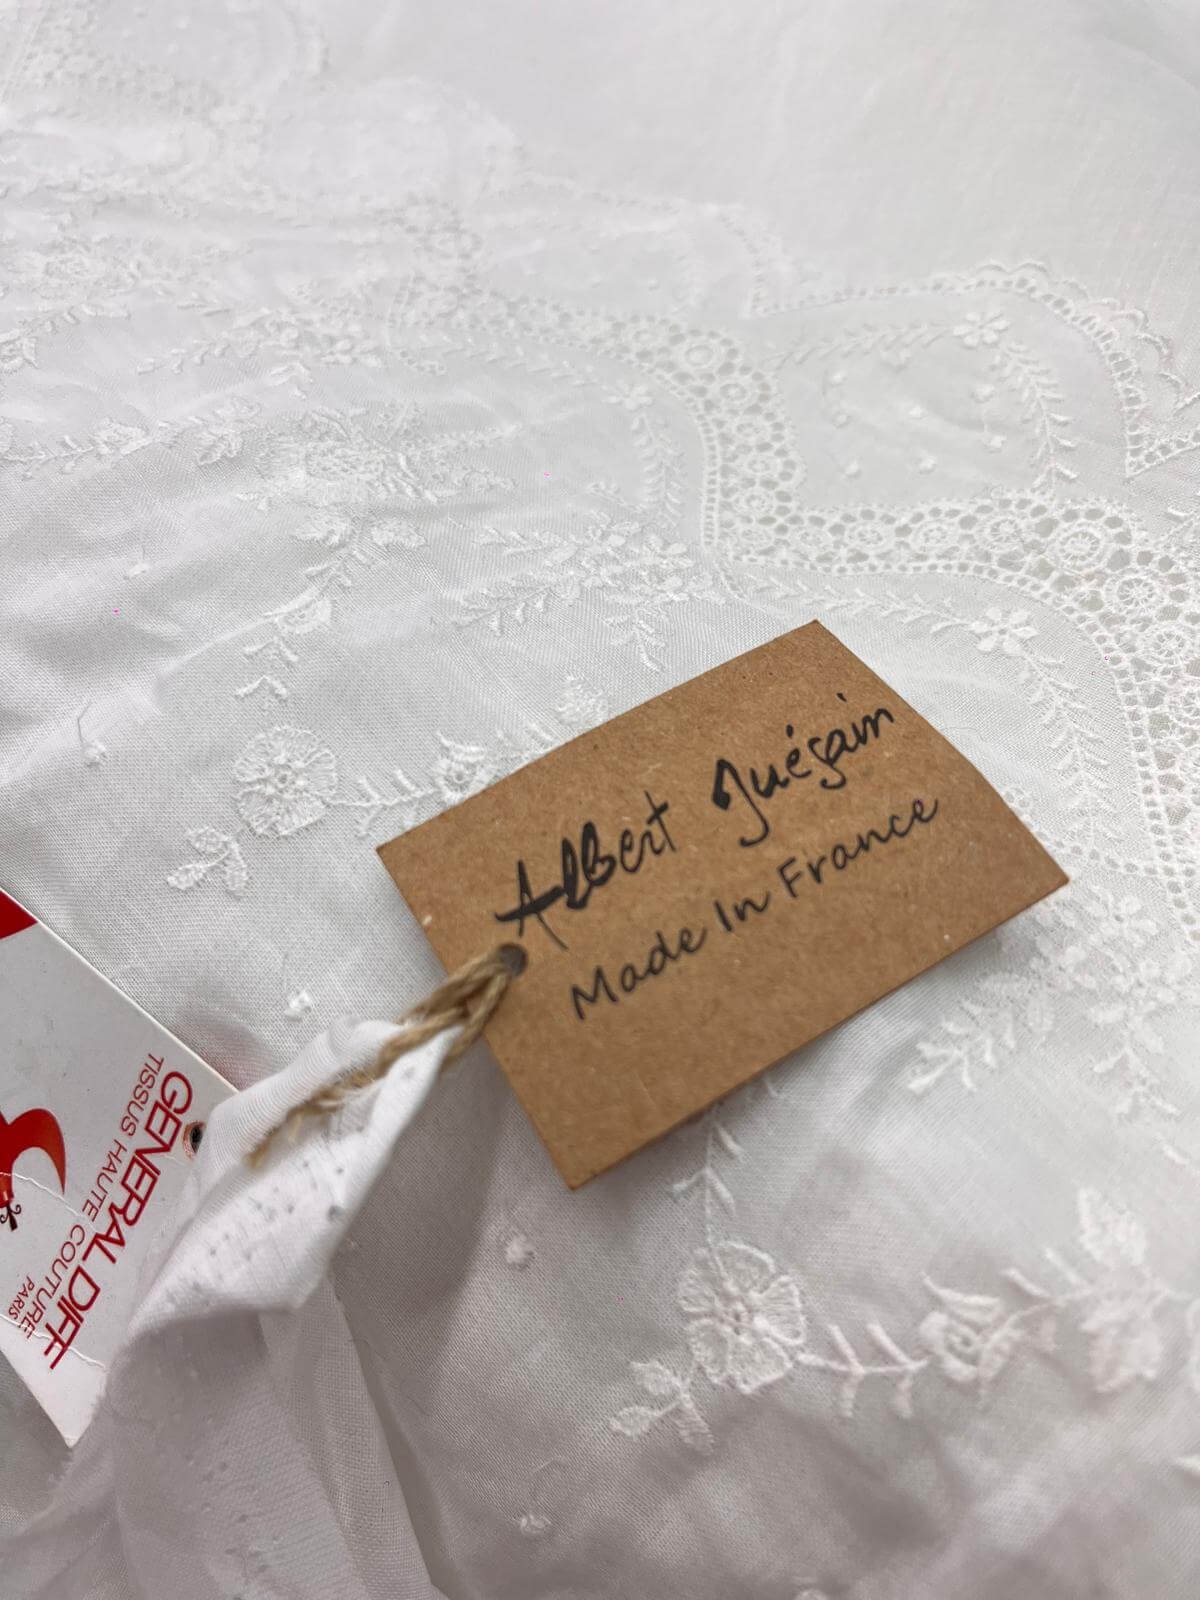 Albert Guégain
Made In France
GENERAL DIFF
TISSUS HAUTE COUTURE
PARIS